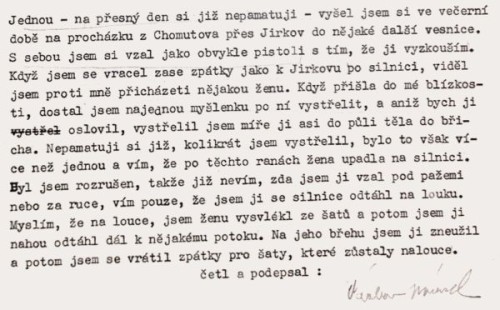 Jednou - na přesný den si již nepamatuji - vyšel jsem si ve večerní
době na procházku z Chomutova přes Jirkov do nějaké další vesnice.
S sebou jsem si vzal jako obvykle pistoli s tím, že ji vyzkouším.
Když jsem se vracel zase zpátky jako k Jirkovu po silnici, viděl
jsem proti mně přicházeti nějakou ženu. Když přišla do mé blízkos-
ti, dostal jsem najednou myšlenku po ní vystřelit, a aniž bych ji
vystřel oslovil, vystřelil jsem míře ji asi do půli těla do bři-
cha. Nepamatuji si již, kolikrát jsem vystřelil, bylo to však ví-
ce než jednou a vím, že po těchto ranách žena upadla na silnici.
Byl jsem rozrušen, takže již nevím, zda jsem ji vzal pod pažemi
nebo za ruce, vím pouze, že jsem ji se silnice odtáhl na louku.
Myslím, že na louce, jsem ženu vysvlékl ze šatů a potom jsem ji
nahou odtáhl dál k nějakému potoku. Na jeho břehu jsem ji zneužil
a potom jsem se vrátil zpátky pro šaty, které zůstaly nalouce.
četl a podepsal :